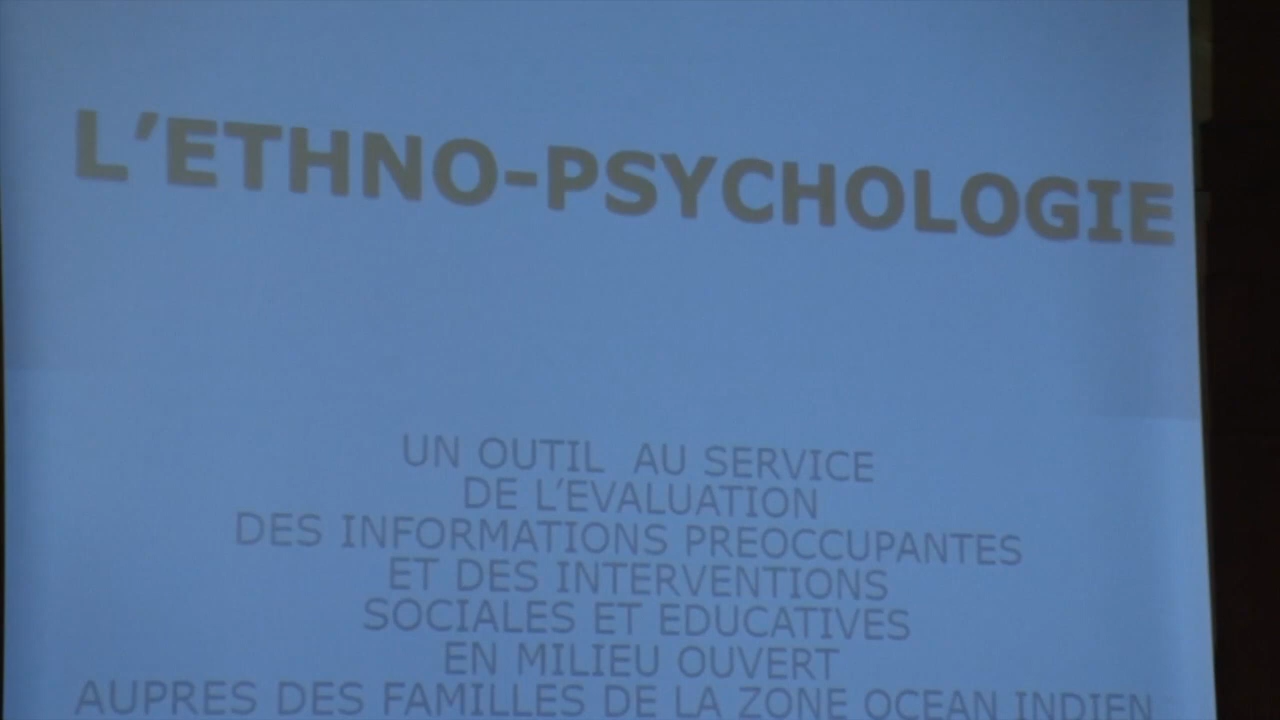 L'ETHNO-PSYCHOLOGIE
UN OUTIL AU SERVICE
DE L'EVALUATION
DES INFORMATIONS PREOCCUPANTES
ET DES INTERVENTIONS
SOCIALES ET EDUCATIVES
EN MILIEU OUVERT
AUPRES DES FAMILLES DE LA ZONE OCEAN INDIEN